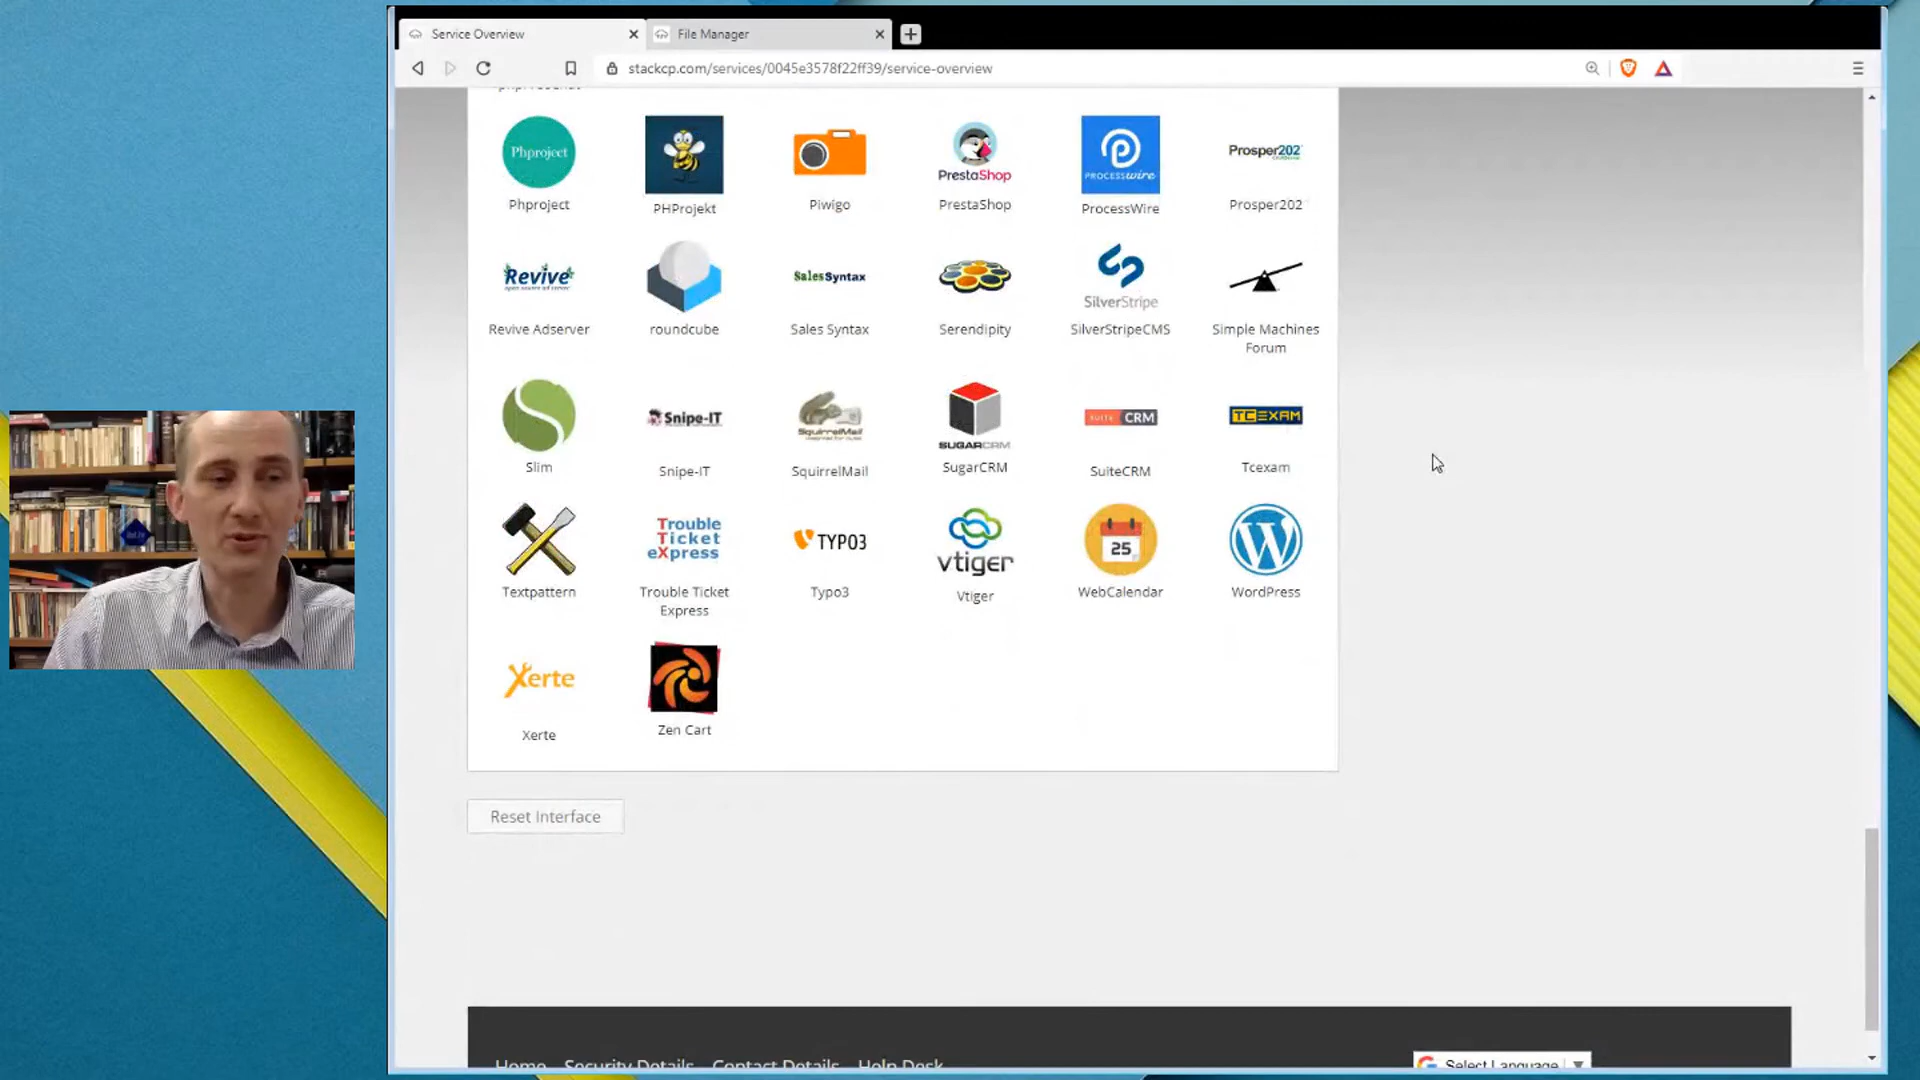 Service Overview
File Manager
stackcp.com/services/0045e3578f22ff39/service-overview
Phproject
PrestaShop
PROCESSwire
Prosper202
Phproject
PHProjekt
Piwigo
PrestaShop
ProcessWire
Prosper202
Revive
open source ad server
SalesSyntax
SilverStripe
Revive Adserver
roundcube
Sales Syntax
Serendipity
SilverStripeCMS
Simple Machines
Forum
Snipe-IT
SquirrelMail
SUGARCRM
SUITE CRM
TCEXAM
Slim
Snipe-IT
SquirrelMail
SugarCRM
SuiteCRM
Tcexam
Trouble
Ticket
eXpress
TYPO3
vtiger
25
Textpattern
Trouble Ticket
Express
Typo3
Vtiger
WebCalendar
WordPress
Xerte
Xerte
Zen Cart
Reset Interface
Home
Security Details
Contact Details
Help Desk
Select Language